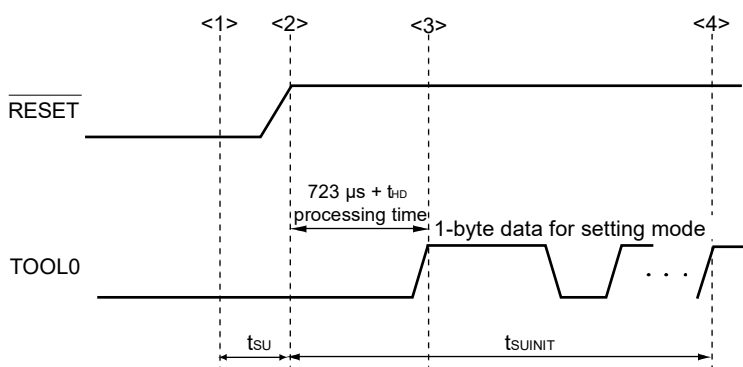 <1> <2> <3> <4>
RESET
723 µs + tHD
processing time
1-byte data for setting mode
TOOL0
. . .
tSU tSUINIT